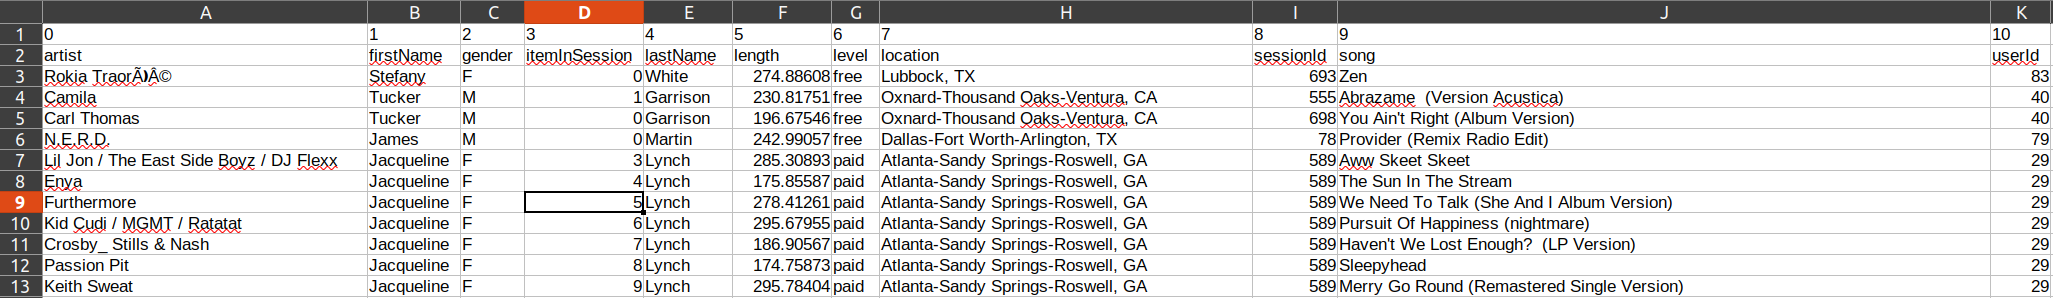 A B C D E F G H I J K
1 0 1 2 3 4 5 6 7 8 9 10
2 artist firstName gender itemInSession lastName length level location sessionId song userId
3 Rokia Stefany F 0 White 274.88608 free Lubbock, TX 693 Zen 83
4 Camila Tucker M 1 Garrison 230.81751 free Oxnard-Thousand Oaks-Ventura, CA 555 Abrazame (Version Acustica) 40
5 Carl Thomas Tucker M 0 Garrison 196.67546 free Oxnard-Thousand Oaks-Ventura, CA 698 You Ain't Right (Album Version) 40
6 N.E.R.D. James M 0 Martin 242.99057 free Dallas-Fort Worth-Arlington, TX 78 Provider (Remix Radio Edit) 79
7 Lil Jon / The East Side Boyz / DJ Flexx Jacqueline F 3 Lynch 285.30893 paid Atlanta-Sandy Springs-Roswell, GA 589 Aww Skeet Skeet 29
8 Enya Jacqueline F 4 Lynch 175.85587 paid Atlanta-Sandy Springs-Roswell, GA 589 The Sun In The Stream 29
9 Furthermore Jacqueline F 5 Lynch 278.41261 paid Atlanta-Sandy Springs-Roswell, GA 589 We Need To Talk (She And I Album Version) 29
10 Kid Cudi / MGMT / Ratatat Jacqueline F 6 Lynch 295.67955 paid Atlanta-Sandy Springs-Roswell, GA 589 Pursuit Of Happiness (nightmare) 29
11 Crosby_ Stills & Nash Jacqueline F 7 Lynch 186.90567 paid Atlanta-Sandy Springs-Roswell, GA 589 Haven't We Lost Enough? (LP Version) 29
12 Passion Pit Jacqueline F 8 Lynch 174.75873 paid Atlanta-Sandy Springs-Roswell, GA 589 Sleepyhead 29
13 Keith Sweat Jacqueline F 9 Lynch 295.78404 paid Atlanta-Sandy Springs-Roswell, GA 589 Merry Go Round (Remastered Single Version) 29